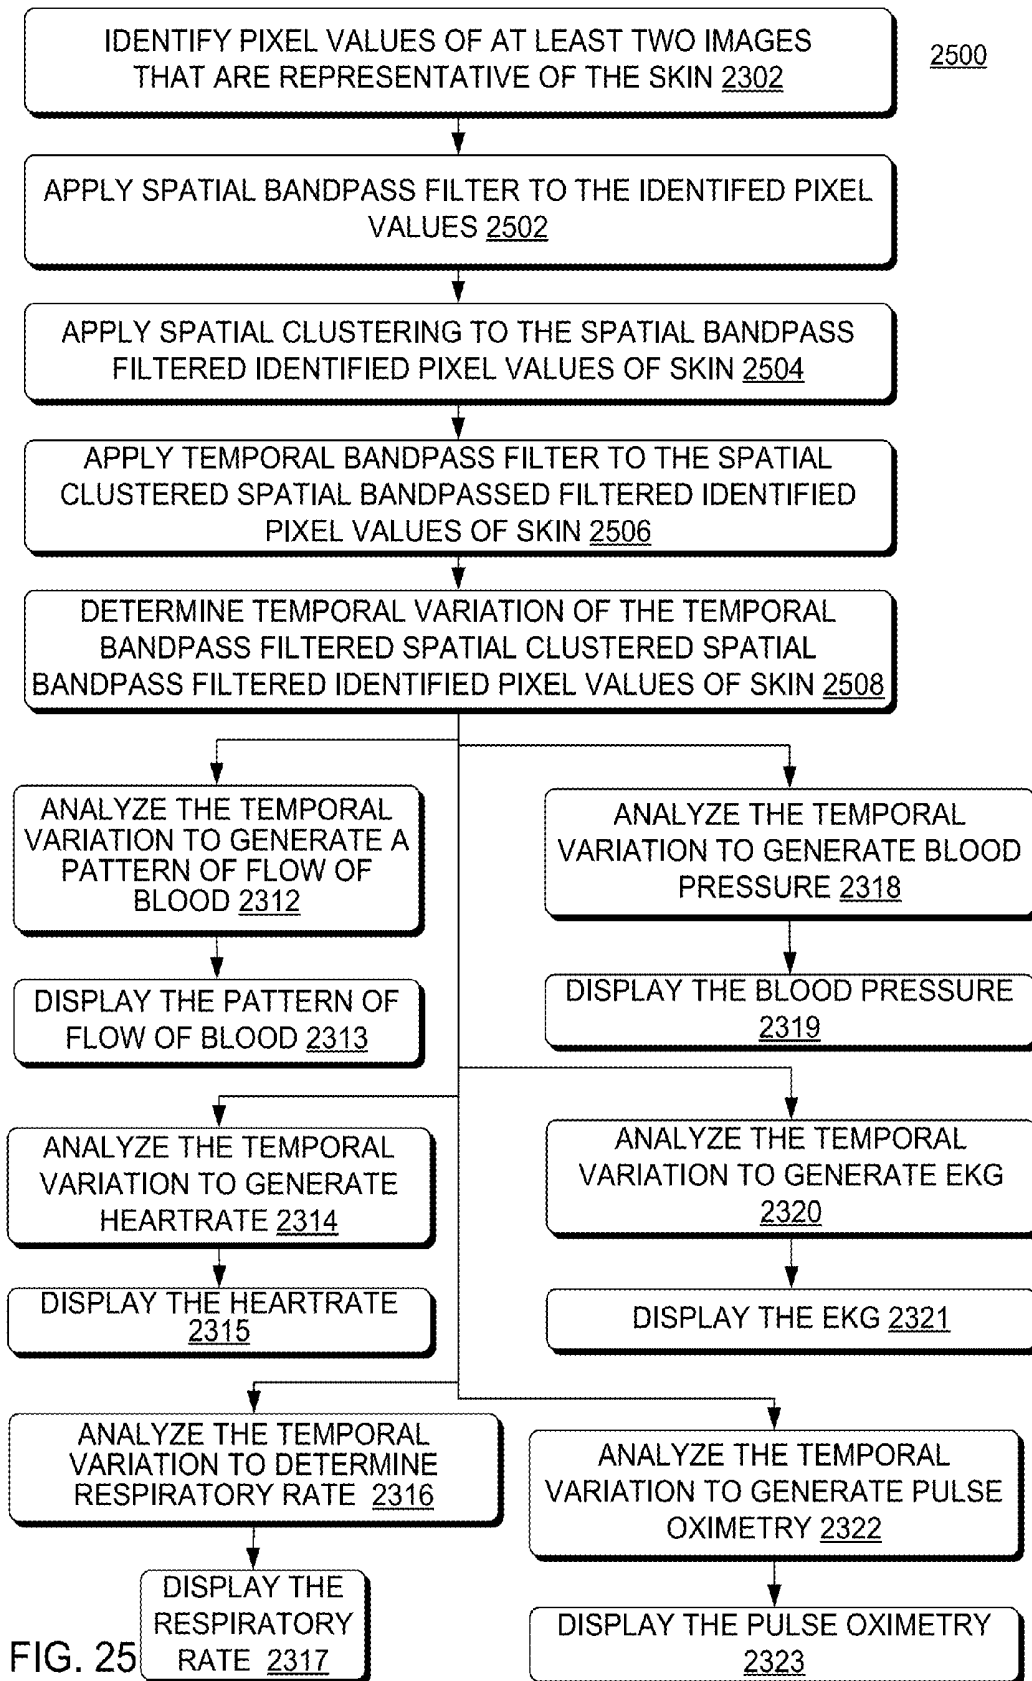 IDENTIFY PIXEL VALUES OF AT LEAST TWO IMAGES
THAT ARE REPRESENTATIVE OF THE SKIN 2302
2500
APPLY SPATIAL BANDPASS FILTER TO THE IDENTIFED PIXEL
VALUES 2502
APPLY SPATIAL CLUSTERING TO THE SPATIAL BANDPASS
FILTERED IDENTIFIED PIXEL VALUES OF SKIN 2504
APPLY TEMPORAL BANDPASS FILTER TO THE SPATIAL
CLUSTERED SPATIAL BANDPASSED FILTERED IDENTIFIED
PIXEL VALUES OF SKIN 2506
DETERMINE TEMPORAL VARIATION OF THE TEMPORAL
BANDPASS FILTERED SPATIAL CLUSTERED SPATIAL
BANDPASS FILTERED IDENTIFIED PIXEL VALUES OF SKIN 2508
ANALYZE THE TEMPORAL
VARIATION TO GENERATE A
PATTERN OF FLOW OF
BLOOD 2312
ANALYZE THE TEMPORAL
VARIATION TO GENERATE BLOOD
PRESSURE 2318
DISPLAY THE PATTERN OF
FLOW OF BLOOD 2313
DISPLAY THE BLOOD PRESSURE
2319
ANALYZE THE TEMPORAL
VARIATION TO GENERATE
HEARTRATE 2314
ANALYZE THE TEMPORAL
VARIATION TO GENERATE EKG
2320
DISPLAY THE HEARTRATE
2315
DISPLAY THE EKG 2321
ANALYZE THE TEMPORAL
VARIATION TO DETERMINE
RESPIRATORY RATE 2316
ANALYZE THE TEMPORAL
VARIATION TO GENERATE PULSE
OXIMETRY 2322
DISPLAY THE
RESPIRATORY
RATE 2317
DISPLAY THE PULSE OXIMETRY
2323
FIG. 25